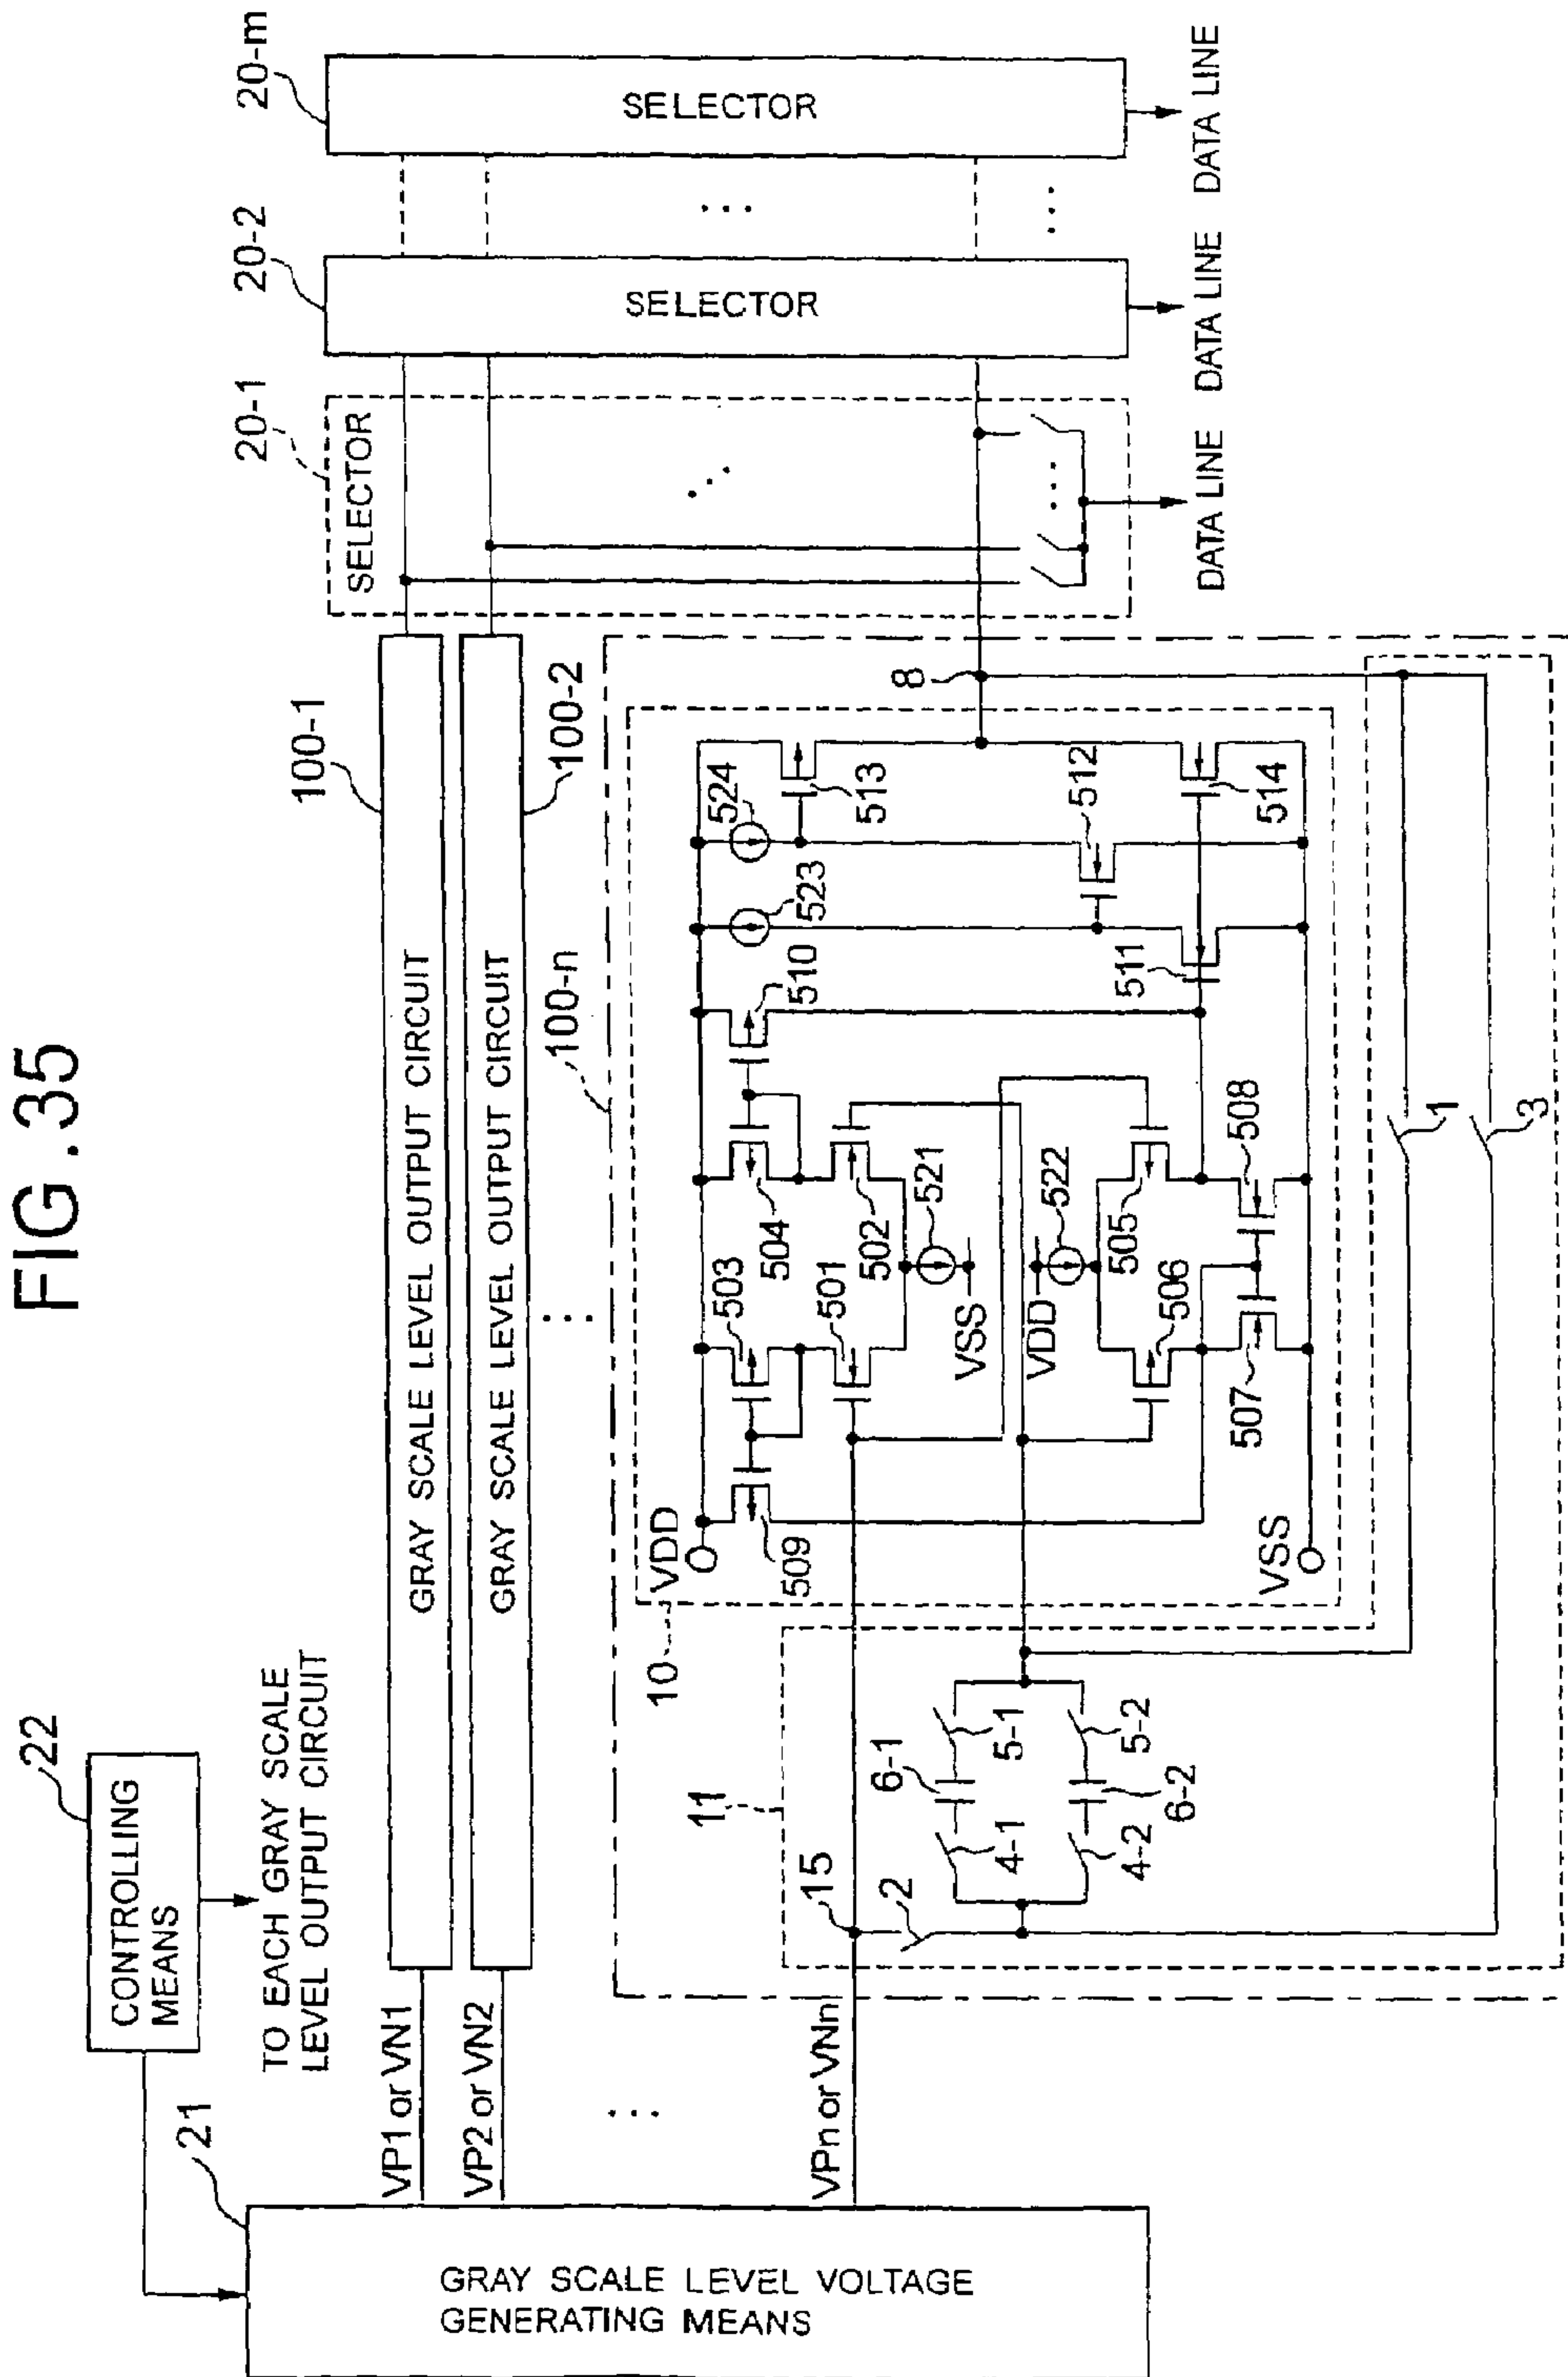 FIG.35
22
CONTROLLING
MEANS
TO EACH GRAY SCALE
LEVEL OUTPUT CIRCUIT
21
GRAY SCALE LEVEL VOLTAGE
GENERATING MEANS
VP1 or VN1
VP2 or VN2
...
VPn or VNn
GRAY SCALE LEVEL OUTPUT CIRCUIT
100-1
GRAY SCALE LEVEL OUTPUT CIRCUIT
100-2
...
100-n
20-1
SELECTOR
...
...
DATA LINE
20-2
SELECTOR
DATA LINE
...
...
20-m
SELECTOR
DATA LINE
10
VDD
509
503
504
510
523
524
513
8
501
502
521
VSS
512
VDD
522
506
505
511
514
507
508
VSS
11
15
2
4-1
6-1
5-1
4-2
6-2
5-2
1
3